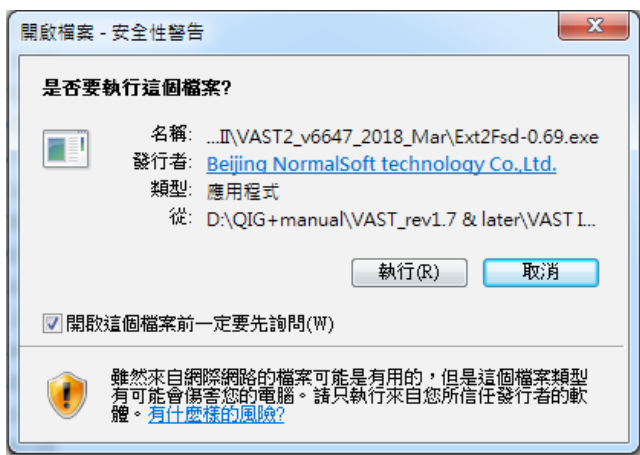 開啟檔案 - 安全性警告
是否要執行這個檔案?
名稱: ...II\VAST2_v6647_2018_Mar\Ext2Fsd-0.69.exe
發行者: Beijing NormalSoft technology Co.,Ltd.
類型: 應用程式
從: D:\QIG+manual\VAST_rev1.7 & later\VAST I...
執行(R) 取消
開啟這個檔案前一定要先詢問(W)
雖然來自網際網路的檔案可能是有用的，但是這個檔案類型
有可能會傷害您的電腦。請只執行來自您所信任發行者的軟
體。有什麼樣的風險?